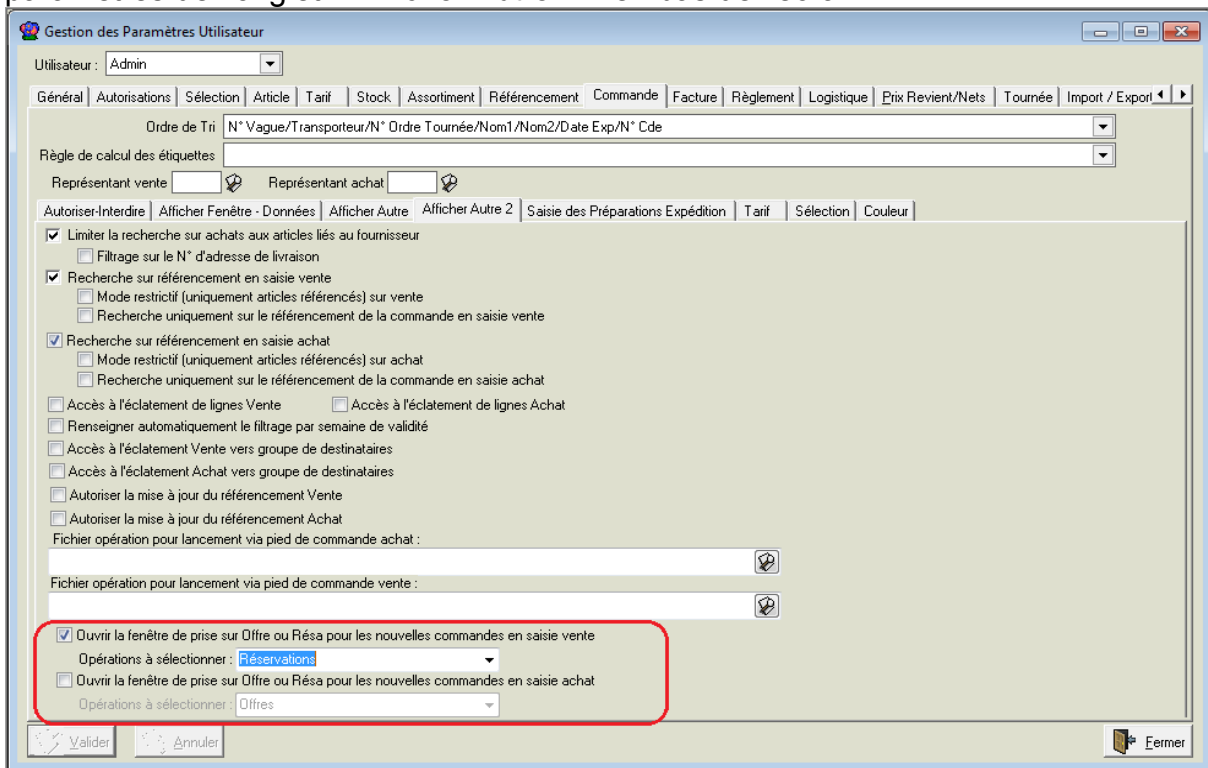 Gestion des Paramètres Utilisateur
Utilisateur : Admin
Général Autorisations Sélection Article Tarif Stock Assortiment Référencement Commande Facture Règlement Logistique Prix Revient/Nets Tournée Import / Export
Ordre de Tri N° Vague/Transporteur/N° Ordre Tournée/Nom1/Nom2/Date Exp/N° Cde
Règle de calcul des étiquettes
Représentant vente Représentant achat
Autoriser-Interdire Afficher Fenêtre - Données Afficher Autre Afficher Autre 2 Saisie des Préparations Expédition Tarif Sélection Couleur
Limiter la recherche sur achats aux articles liés au fournisseur
Filtrage sur le N° d'adresse de livraison
Recherche sur référencement en saisie vente
Mode restrictif (uniquement articles référencés) sur vente
Recherche uniquement sur le référencement de la commande en saisie vente
Recherche sur référencement en saisie achat
Mode restrictif (uniquement articles référencés) sur achat
Recherche uniquement sur le référencement de la commande en saisie achat
Accès à l'éclatement de lignes Vente Accès à l'éclatement de lignes Achat
Renseigner automatiquement le filtrage par semaine de validité
Accès à l'éclatement Vente vers groupe de destinataires
Accès à l'éclatement Achat vers groupe de destinataires
Autoriser la mise à jour du référencement Vente
Autoriser la mise à jour du référencement Achat
Fichier opération pour lancement via pied de commande achat :
Fichier opération pour lancement via pied de commande vente :
Ouvrir la fenêtre de prise sur Offre ou Résa pour les nouvelles commandes en saisie vente
Opérations à sélectionner : Réservations
Ouvrir la fenêtre de prise sur Offre ou Résa pour les nouvelles commandes en saisie achat
Opérations à sélectionner : Offres
Valider Annuler Fermer